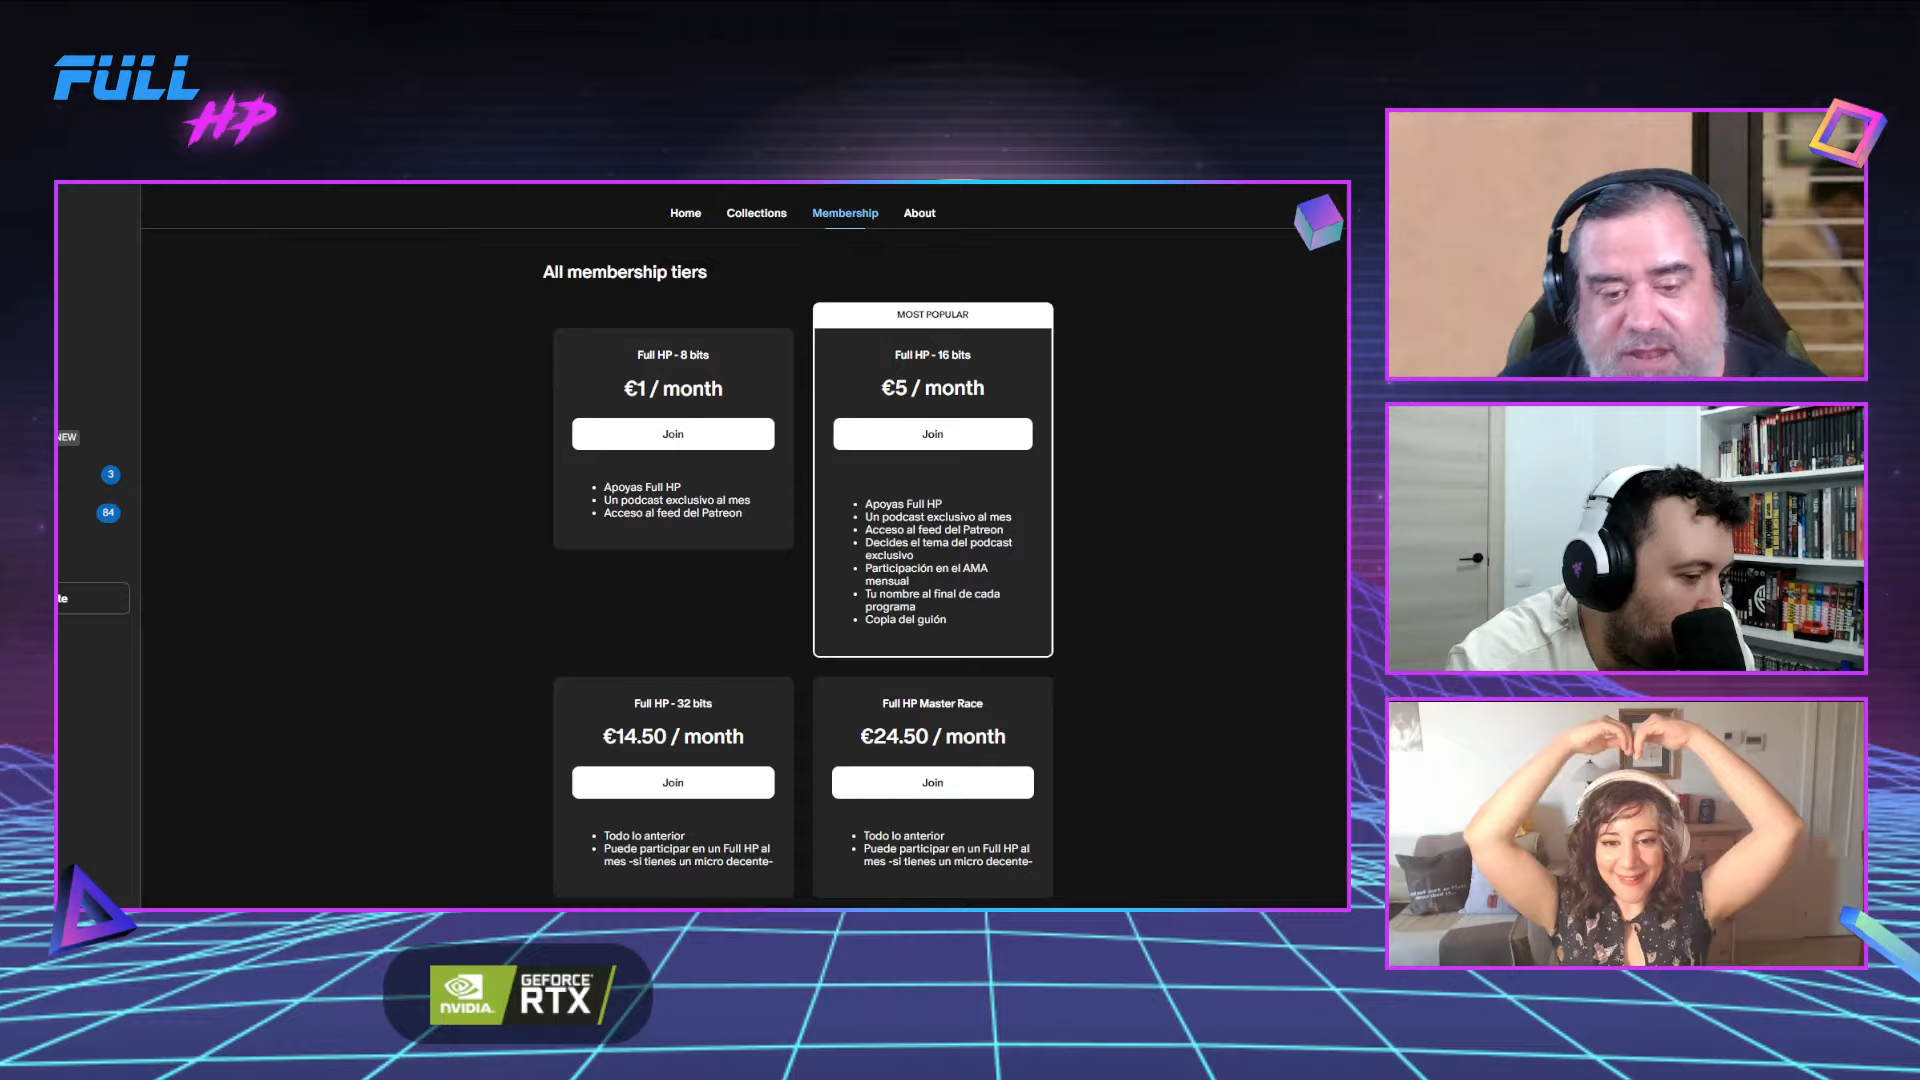 FULL
HP
Home Collections Membership About
All membership tiers
NEW
3
84
te
Full HP - 8 bits
€1 / month
Join
• Apoyas Full HP
• Un podcast exclusivo al mes
• Acceso al feed del Patreon
MOST POPULAR
Full HP - 16 bits
€5 / month
Join
• Apoyas Full HP
• Un podcast exclusivo al mes
• Acceso al feed del Patreon
• Decides el tema del podcast
exclusivo
• Participación en el AMA
mensual
• Tu nombre al final de cada
programa
• Copia del guión
Full HP - 32 bits
€14.50 / month
Join
• Todo lo anterior
• Puede participar en un Full HP al
mes -si tienes un micro decente-
Full HP Master Race
€24.50 / month
Join
• Todo lo anterior
• Puede participar en un Full HP al
mes -si tienes un micro decente-
NVIDIA.
GEFORCE
RTX